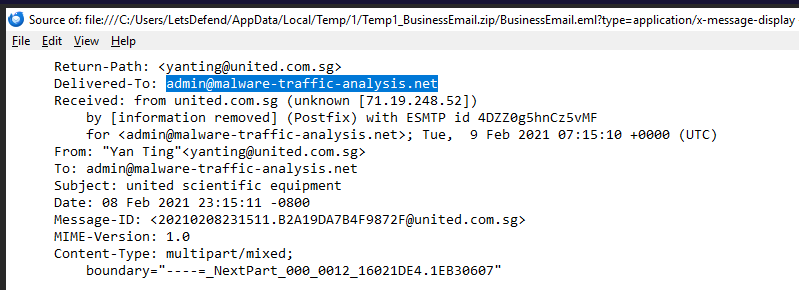 Source of: file:///C:/Users/LetsDefend/AppData/Local/Temp/1/Temp1_BusinessEmail.zip/BusinessEmail.eml?type=application/x-message-display
File Edit View Help
Return-Path: <yanting@united.com.sg>
Delivered-To: admin@malware-traffic-analysis.net
Received: from united.com.sg (unknown [71.19.248.52])
by [information removed] (Postfix) with ESMTP id 4DZZ0g5hnCz5vMF
for <admin@malware-traffic-analysis.net>; Tue,  9 Feb 2021 07:15:10 +0000 (UTC)
From: "Yan Ting"<yanting@united.com.sg>
To: admin@malware-traffic-analysis.net
Subject: united scientific equipment
Date: 08 Feb 2021 23:15:11 -0800
Message-ID: <20210208231511.B2A19DA7B4F9872F@united.com.sg>
MIME-Version: 1.0
Content-Type: multipart/mixed;
boundary="----=_NextPart_000_0012_16021DE4.1EB30607"